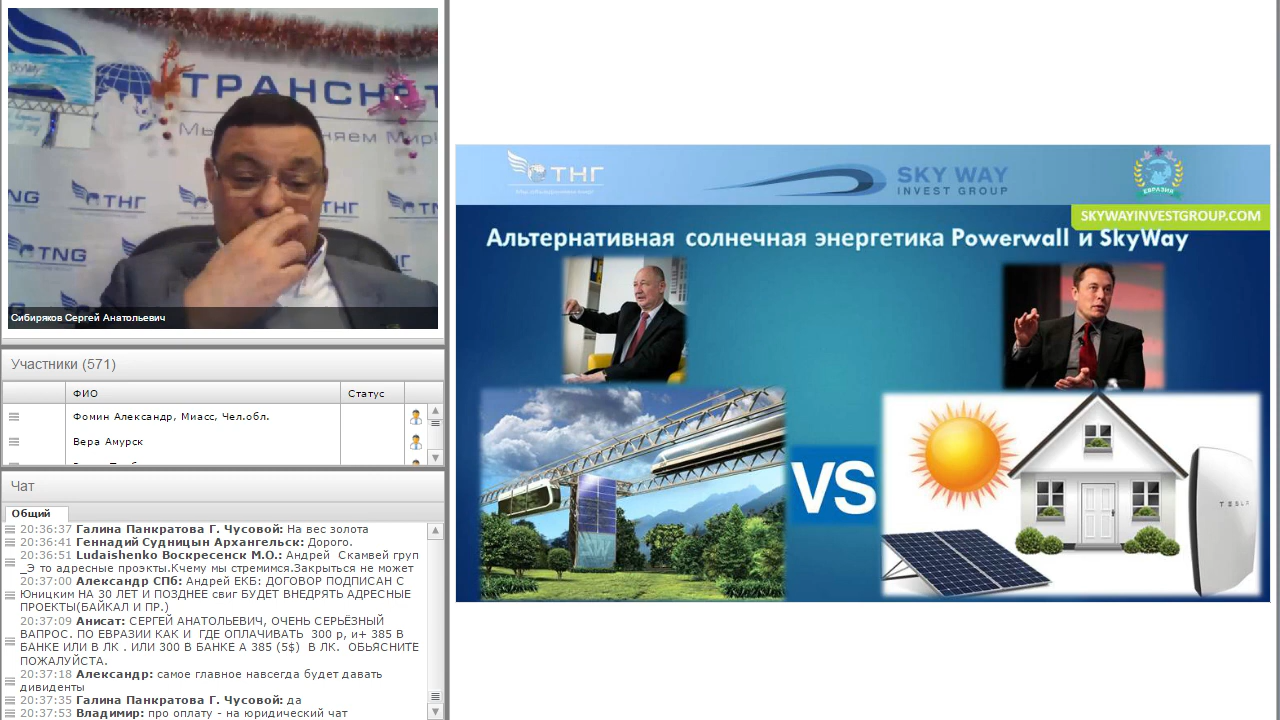 ТРАНСНАТ
Мы
няем Мир
ТНГ
TNG
ТНГ
TNG
ТНГ
Сибиряков Сергей Анатольевич
Участники (571)
ФИО
Статус
Фомин Александр, Миасс, Чел.обл.
Вера Амурск
Чат
Общий
20:36:37 Галина Панкратова Г. Чусовой: На вес золота
20:36:41 Геннадий Судницын Архангельск: Дорого.
20:36:51 Ludaishenko Воскресенск М.О.: Андрей Скамвей груп
_Э то адресные проэкты.Кчему мы стремимся.Закрыться не может
20:37:00 Александр СПб: Андрей ЕКБ: ДОГОВОР ПОДПИСАН С
Юницким НА 30 ЛЕТ И ПОЗДНЕЕ свиг БУДЕТ ВНЕДРЯТЬ АДРЕСНЫЕ
ПРОЕКТЫ(БАЙКАЛ И ПР.)
20:37:09 Анисат: СЕРГЕЙ АНАТОЛЬЕВИЧ, ОЧЕНЬ СЕРЬЁЗНЫЙ
ВАПРОС. ПО ЕВРАЗИИ КАК И ГДЕ ОПЛАЧИВАТЬ 300 р, и+ 385 В
БАНКЕ ИЛИ В ЛК . ИЛИ 300 В БАНКЕ А 385 (5$) В ЛК. ОБЬЯСНИТЕ
ПОЖАЛУЙСТА.
20:37:18 Александр: самое главное навсегда будет давать
дивиденты
20:37:35 Галина Панкратова Г. Чусовой: да
20:37:53 Владимир: про оплату - на юридический чат
ТНГ
SKY WAY
INVEST GROUP
ЕВРАЗИЯ
SKYWAYINVESTGROUP.COM
Альтернативная солнечная энергетика Powerwall и SkyWay
VS
TESLA